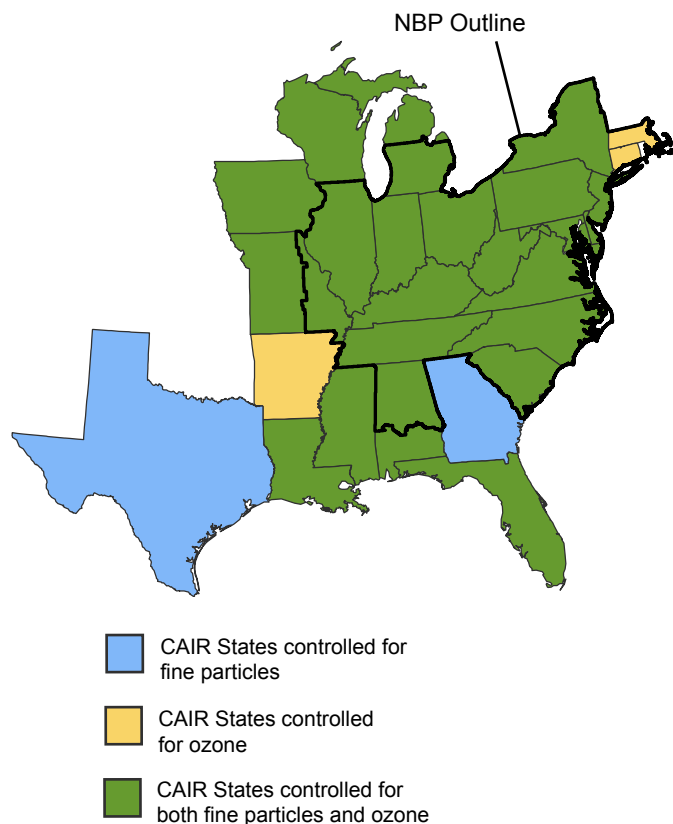 NBP Outline
CAIR States controlled for
fine particles
CAIR States controlled
for ozone
CAIR States controlled for
both fine particles and ozone